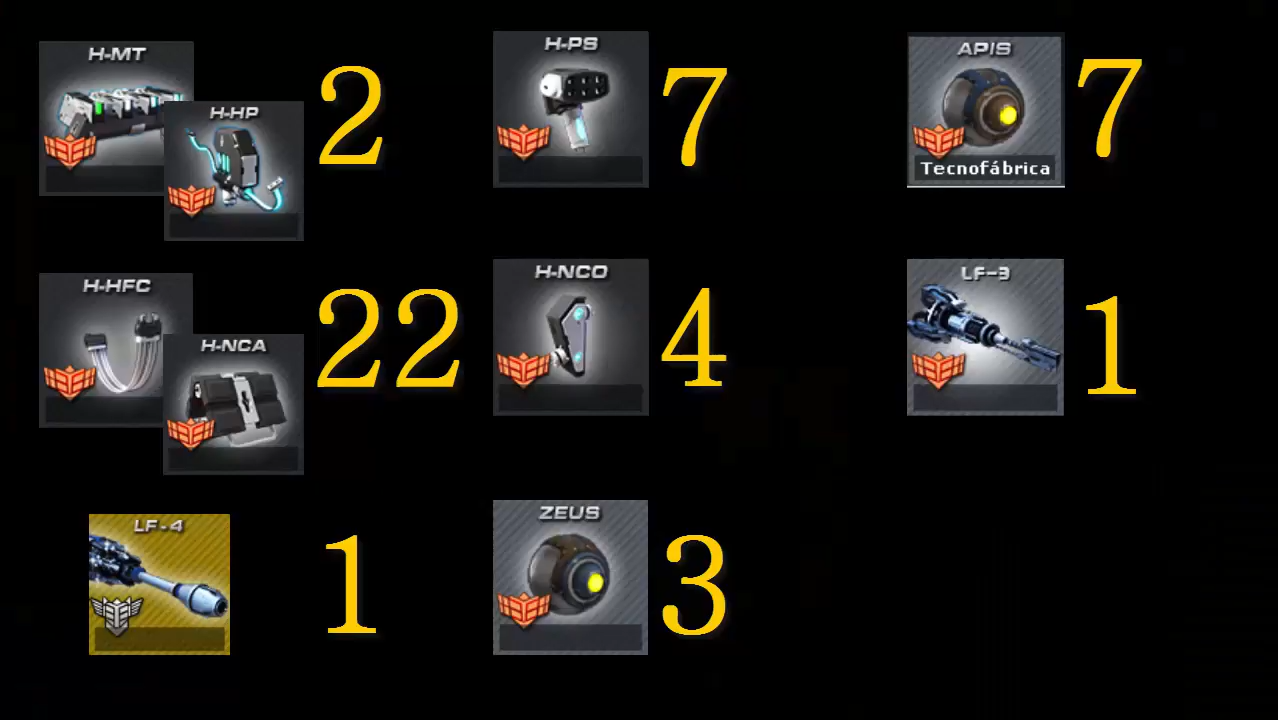 H-MT
H-HP
2
H-PS
7
APIS
Tecnofábrica
7
H-HFC
H-NCA
22
H-NCO
4
LF-3
1
LF-4
1
ZEUS
3